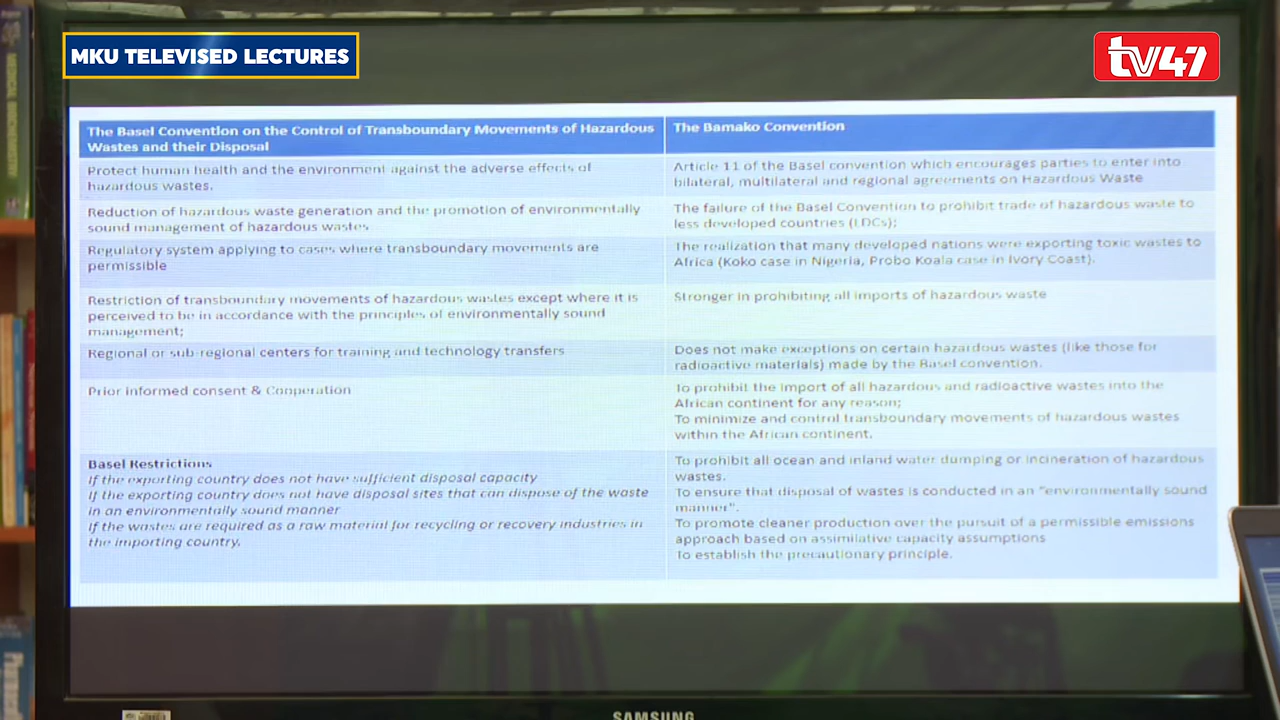 MKU TELEVISED LECTURES
tv47
The Basel Convention on the Control of Transboundary Movements of Hazardous
Wastes and their Disposal
The Bamako Convention
Protect human health and the environment against the adverse effects of
hazardous wastes.
Article 11 of the Basel convention which encourages parties to enter into
bilateral, multilateral and regional agreements on Hazardous Waste
Reduction of hazardous waste generation and the promotion of environmentally
sound management of hazardous wastes
The failure of the Basel Convention to prohibit trade of hazardous waste to
less developed countries (LDCs);
Regulatory system applying to cases where transboundary movements are
permissible
The realization that many developed nations were exporting toxic wastes to
Africa (Koko case in Nigeria, Probo Koala case in Ivory Coast).
Restriction of transboundary movements of hazardous wastes except where it is
perceived to be in accordance with the principles of environmentally sound
management;
Stronger in prohibiting all imports of hazardous waste
Regional or sub-regional centers for training and technology transfers
Does not make exceptions on certain hazardous wastes (like those for
radioactive materials) made by the Basel convention.
Prior informed consent & Cooperation
To prohibit the import of all hazardous and radioactive wastes into the
African continent for any reason;
To minimize and control transboundary movements of hazardous wastes
within the African continent.
Basel Restrictions
If the exporting country does not have sufficient disposal capacity
If the exporting country does not have disposal sites that can dispose of the waste
in an environmentally sound manner
If the wastes are required as a raw material for recycling or recovery industries in
the importing country.
To prohibit all ocean and inland water dumping or incineration of hazardous
wastes.
To ensure that disposal of wastes is conducted in an "environmentally sound
manner".
To promote cleaner production over the pursuit of a permissible emissions
approach based on assimilative capacity assumptions
To establish the precautionary principle.
SAMSUNG